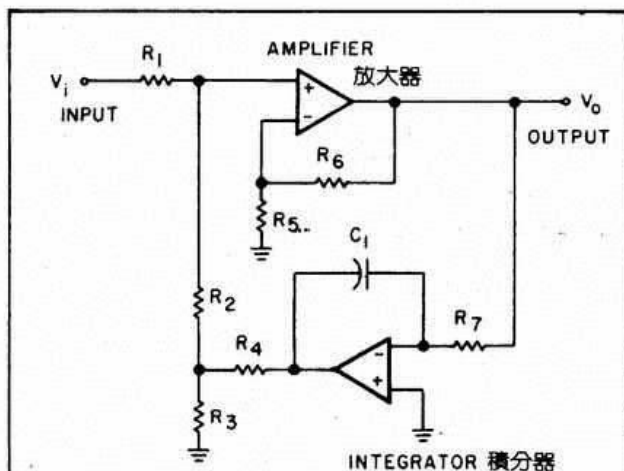 R1
AMPLIFIER
放大器
Vi
INPUT
+
−
Vo
OUTPUT
R6
R5
C1
R2
R4
R7
−
+
R3
INTEGRATOR 積分器